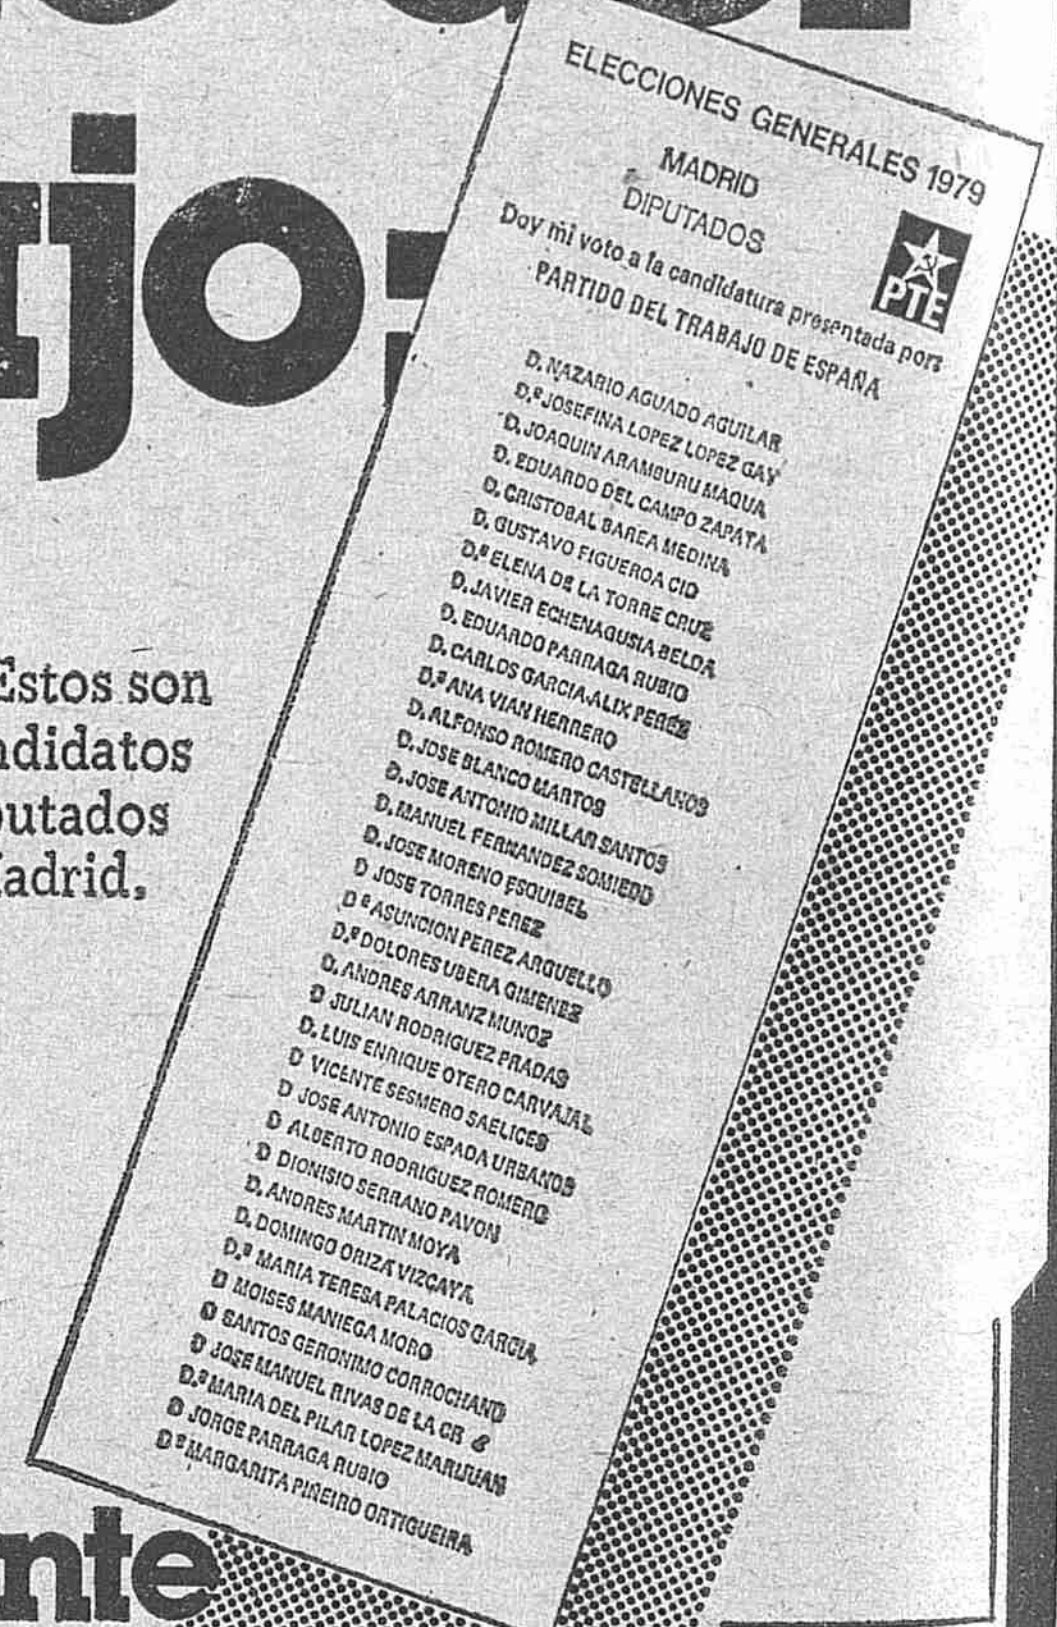 jo:
ELECCIONES GENERALES 1979
MADRID
DIPUTADOS
Doy mi voto a la candidatura presentada por:
PARTIDO DEL TRABAJO DE ESPAÑA
PTE
D. NAZARIO AGUADO AGUILAR
D.ª JOSEFINA LOPEZ LOPEZ GAY
D. JOAQUIN ARAMBURU MAQUA
D. EDUARDO DEL CAMPO ZAPATA
D. CRISTOBAL BAREA MEDINA
D. GUSTAVO FIGUEROA CID
D.ª ELENA DE LA TORRE CRUZ
D. JAVIER ECHENAGUSIA BELDA
D. EDUARDO PARRAGA RUBIO
D. CARLOS GARCIA-ALIX PEREZ
D.ª ANA VIAN HERRERO
D. ALFONSO ROMERO CASTELLANOS
D. JOSE BLANCO MARTOS
D. JOSE ANTONIO MILLAR SANTOS
D. MANUEL FERNANDEZ SOMIEDO
D. JOSE MORENO ESQUIBEL
D JOSE TORRES PEREZ
D ª ASUNCION PEREZ ARGUELLO
D.ª DOLORES UBERA GIMENEZ
D. ANDRES ARRANZ MUNOZ
D JULIAN RODRIGUEZ PRADAS
D. LUIS ENRIQUE OTERO CARVAJAL
D VICENTE SESMERO SAELICES
D JOSE ANTONIO ESPADA URBANOS
D ALBERTO RODRIGUEZ ROMERO
D DIONISIO SERRANO PAVON
D. ANDRES MARTIN MOYA
D. DOMINGO ORIZA VIZCAYA
D.ª MARIA TERESA PALACIOS GARCIA
D MOISES MANIEGA MORO
D SANTOS GERONIMO CORROCHANO
D JOSE MANUEL RIVAS DE LA CR
D.ª MARIA DEL PILAR LOPEZ MARIJUAN
D JORGE PARRAGA RUBIO
D ª MARGARITA PIÑEIRO ORTIGUEIRA
Estos son
ndidatos
putados
adrid.
nte